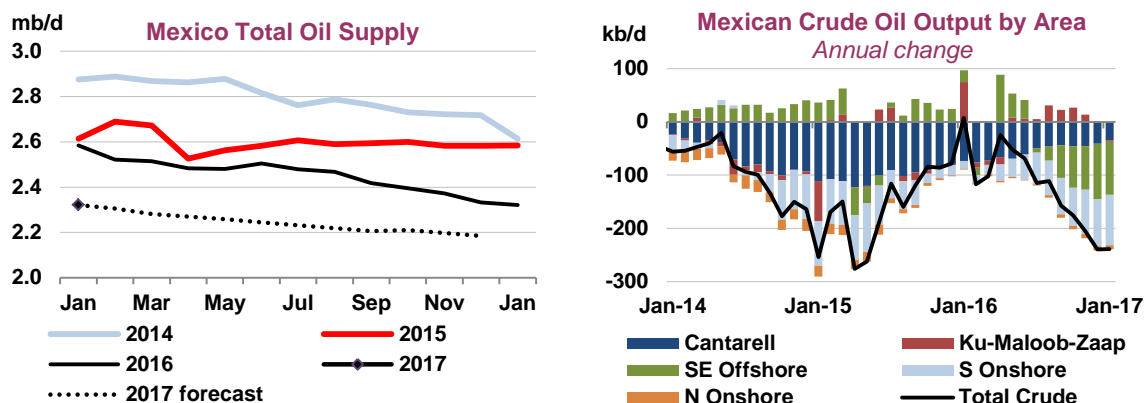 mb/d
Mexico Total Oil Supply
3.0
2.8
2.6
2.4
2.2
2.0
Jan Mar May Jul Sep Nov Jan
2014 2015
2016 2017
2017 forecast
Mexican Crude Oil Output by Area
kb/d
Annual change
100
0
-100
-200
-300
Jan-14 Jan-15 Jan-16 Jan-17
Cantarell Ku-Maloob-Zaap
SE Offshore S Onshore
N Onshore Total Crude